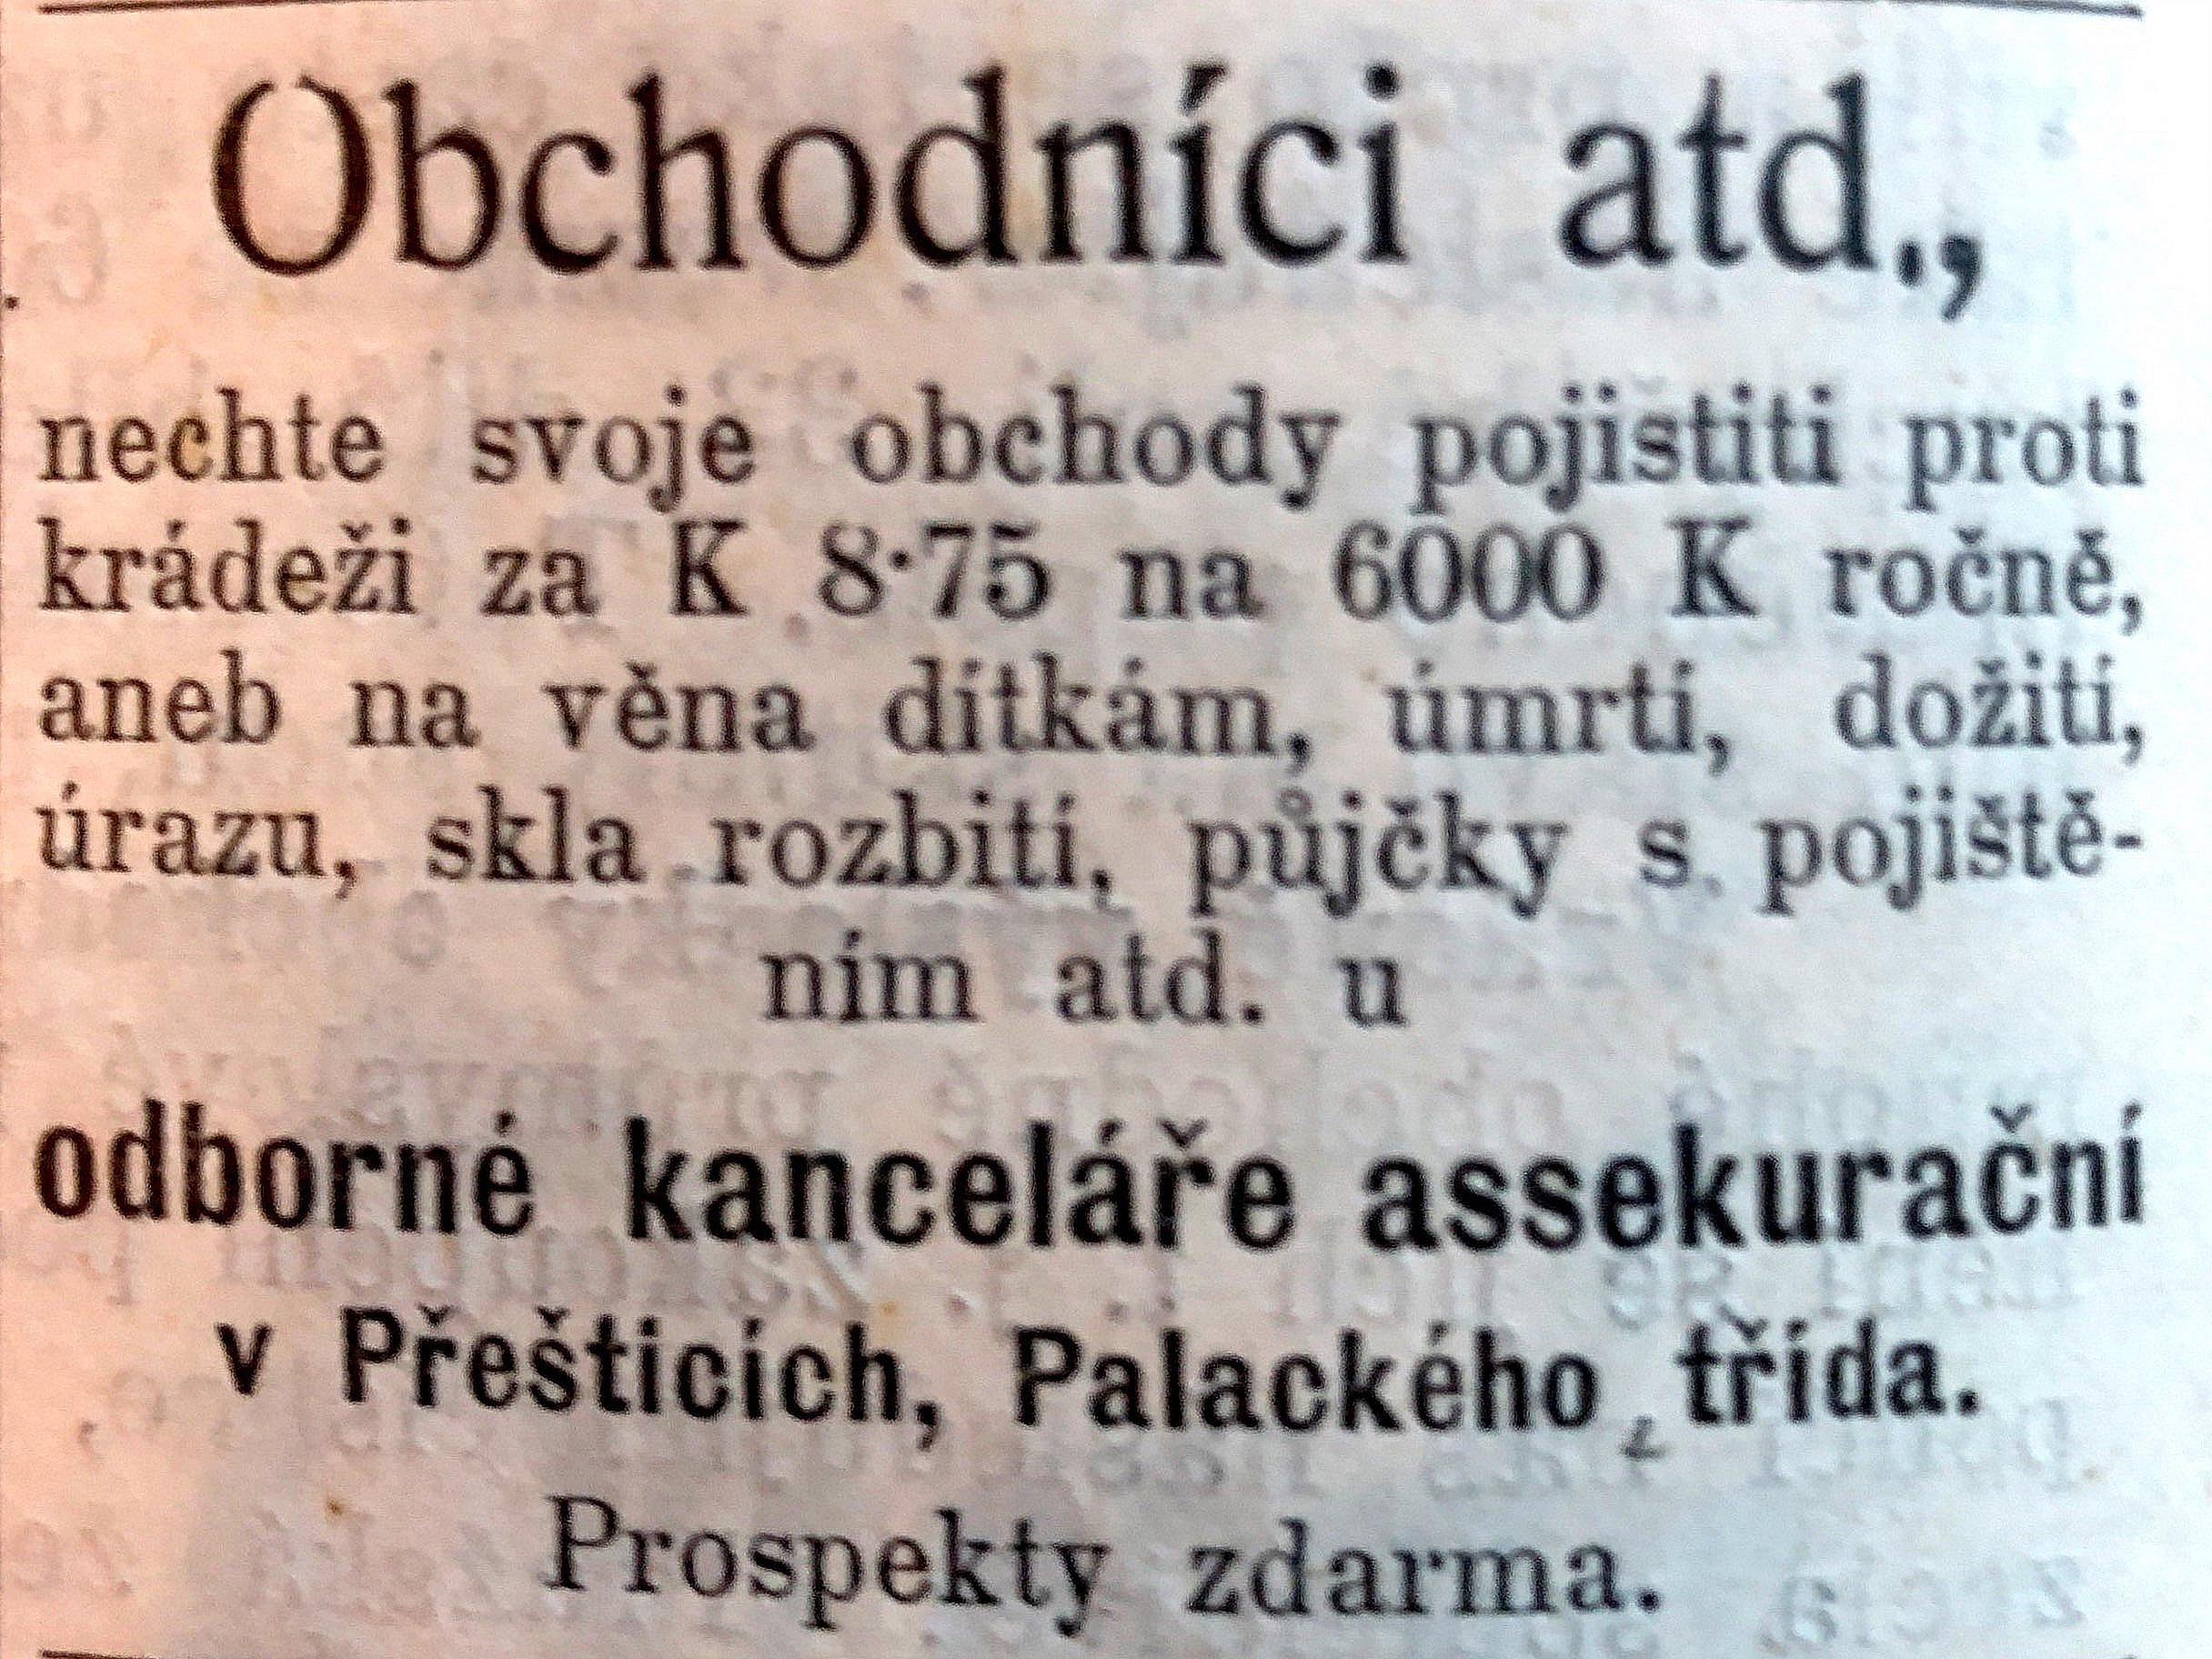 Obchodníci atd.,
nechte svoje obchody pojištiti proti
krádeži za K 8·75 na 6000 K ročně,
aneb na věna dítkám, úmrtí, dožití,
úrazu, skla rozbití, půjčky s pojiště-
ním atd. u
odborné kanceláře assekurační
v Přešticích, Palackého třída.
Prospekty zdarma.